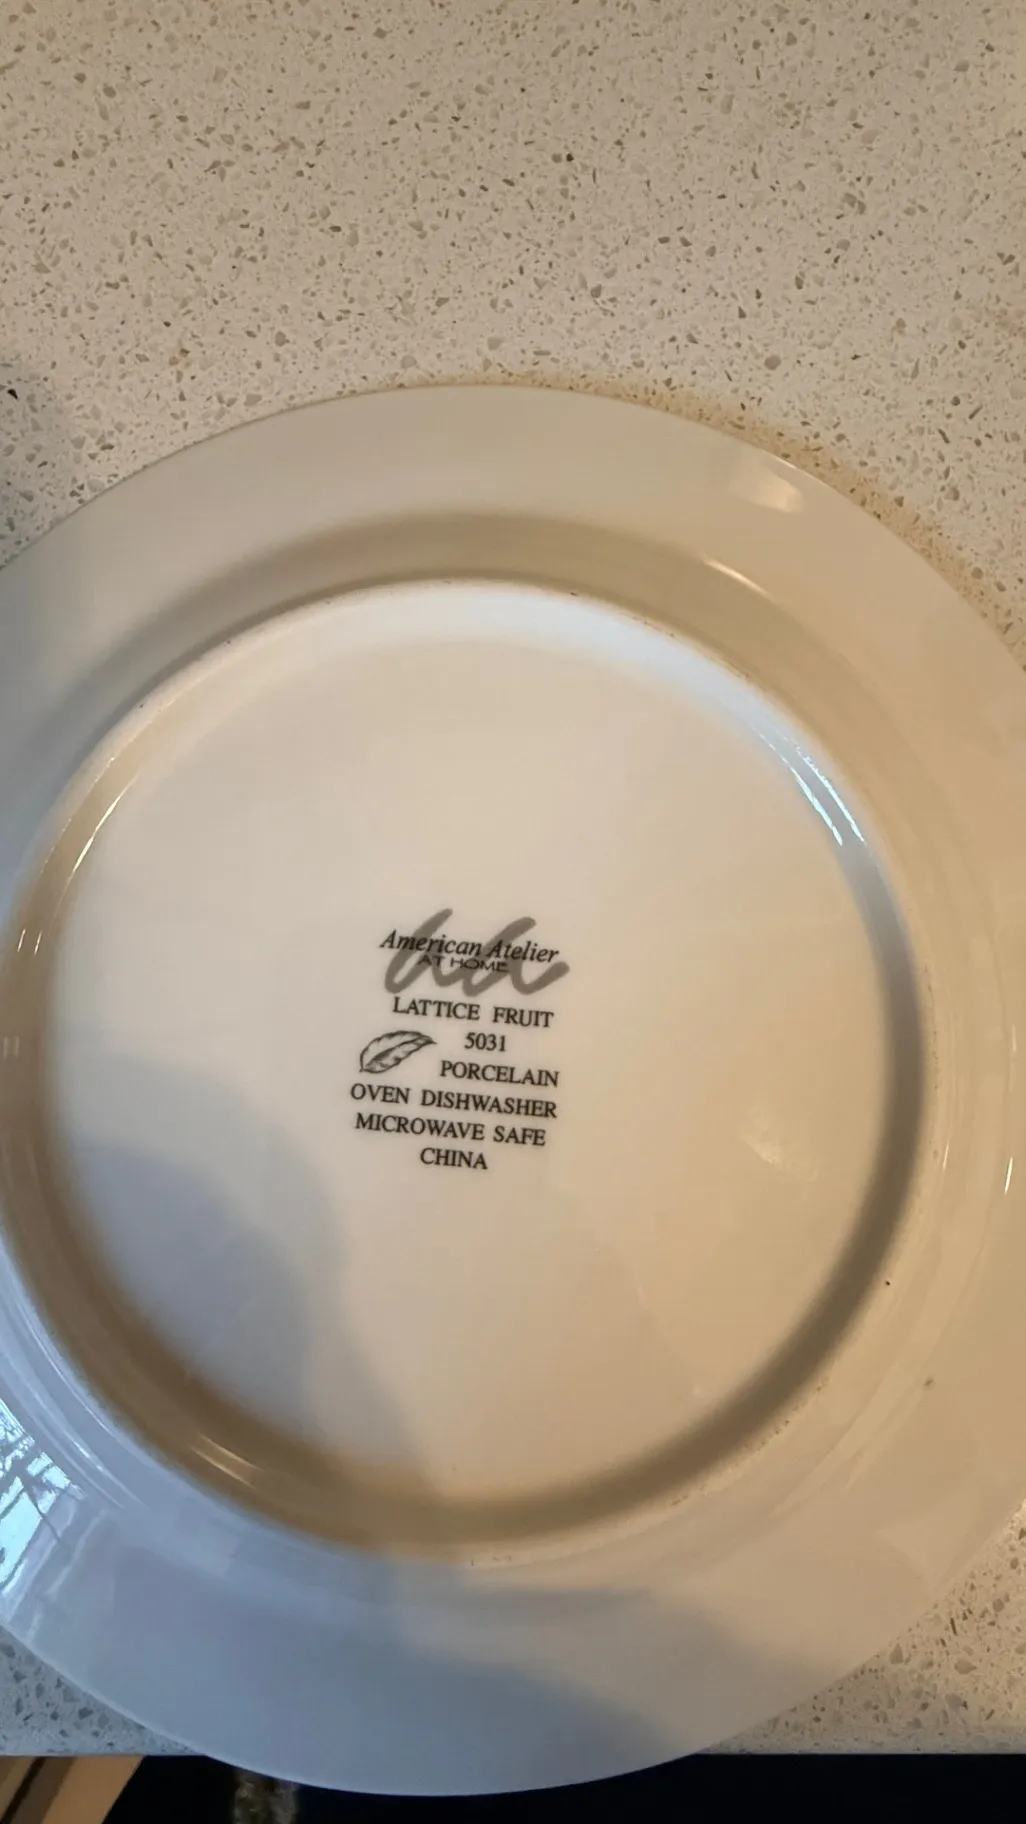 American Atelier
AT HOME
LATTICE FRUIT
5031
PORCELAIN
OVEN DISHWASHER
MICROWAVE SAFE
CHINA